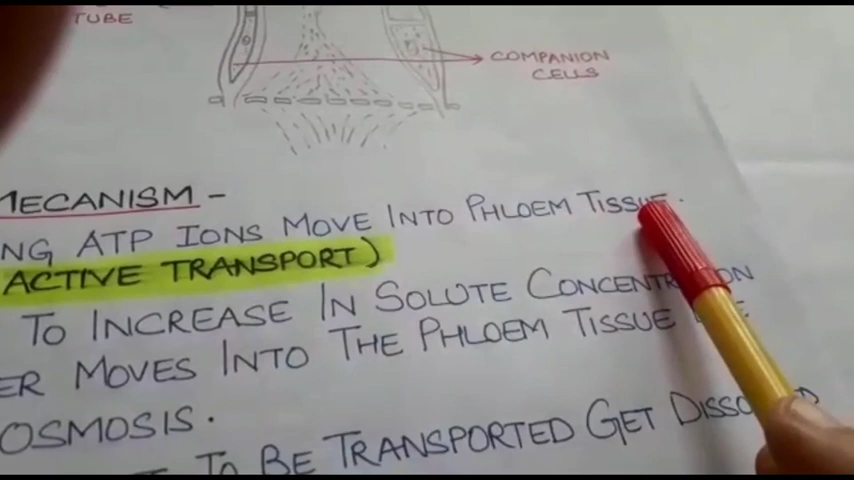 TUBE
COMPANION
CELLS
MECANISM -
NG ATP IONS MOVE INTO PHLOEM TISSUE.
ACTIVE TRANSPORT)
TO INCREASE IN SOLUTE CONCENTRATION
ER MOVES INTO THE PHLOEM TISSUE
OSMOSIS.
TO BE TRANSPORTED GET